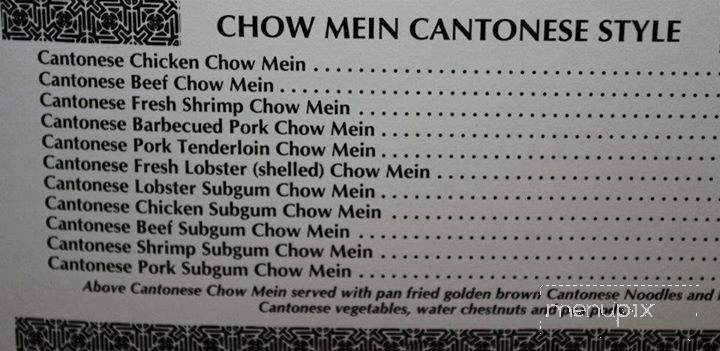 CHOW MEIN CANTONESE STYLE
Cantonese Chicken Chow Mein
Cantonese Beef Chow Mein
Cantonese Fresh Shrimp Chow Mein
Cantonese Barbecued Pork Chow Mein
Cantonese Pork Tenderloin Chow Mein
Cantonese Fresh Lobster (shelled) Chow Mein
Cantonese Lobster Subgum Chow Mein
Cantonese Chicken Subgum Chow Mein
Cantonese Beef Subgum Chow Mein
Cantonese Shrimp Subgum Chow Mein
Cantonese Pork Subgum Chow Mein
Above Cantonese Chow Mein served with pan fried golden brown Cantonese Noodles and
Cantonese vegetables, water chestnuts and pea pods.
menupix